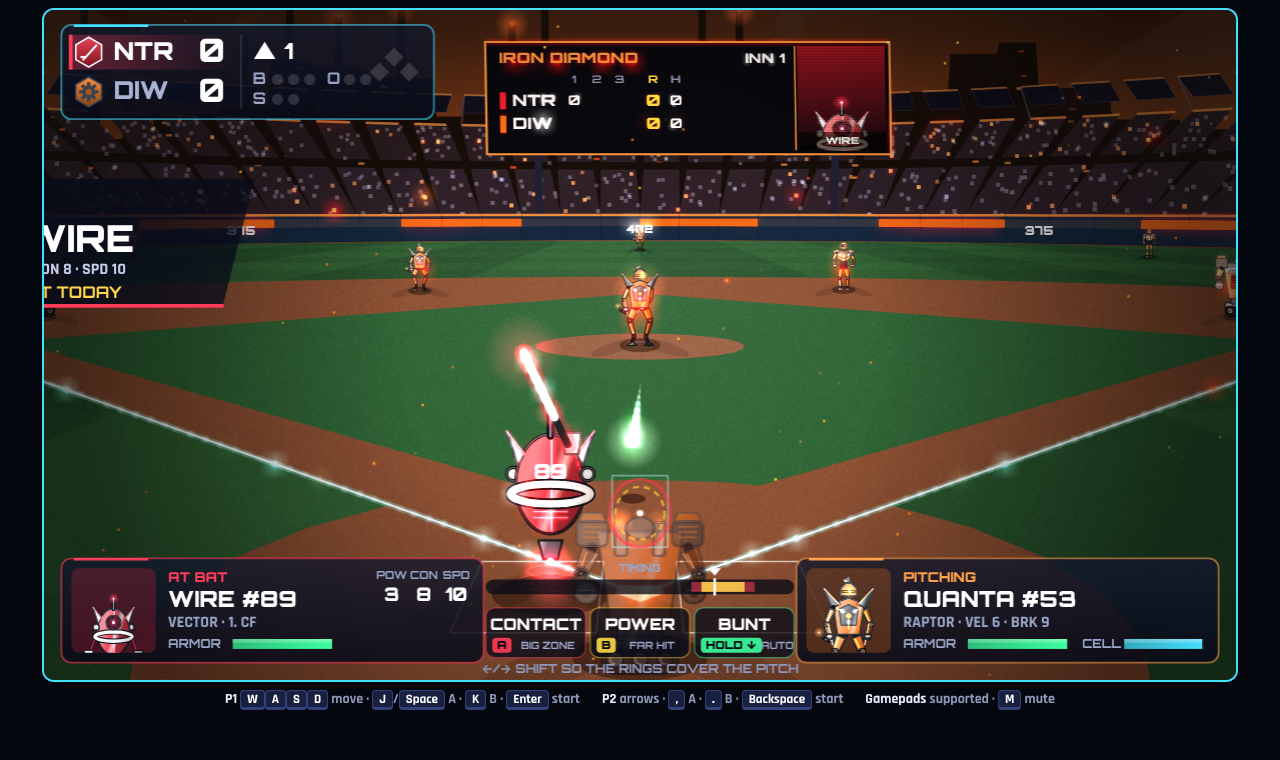 NTR 0
DIW 0
▲ 1
B O
S
IRON DIAMOND INN 1
1 2 3 R H
NTR 0 0 0
DIW 0 0
WIRE
402
375
WIRE
ON 8 · SPD 10
T TODAY
89
AT BAT
WIRE #89
VECTOR · 1. CF
ARMOR
POW CON SPD
3 8 10
TIMING
CONTACT
A BIG ZONE
POWER
B FAR HIT
BUNT
HOLD ↓ AUTO
←/→ SHIFT SO THE RINGS COVER THE PITCH
PITCHING
QUANTA #53
RAPTOR · VEL 6 · BRK 9
ARMOR CELL
P1 W A S D move · J / Space A · K B · Enter start P2 arrows · , A · . B · Backspace start Gamepads supported · M mute